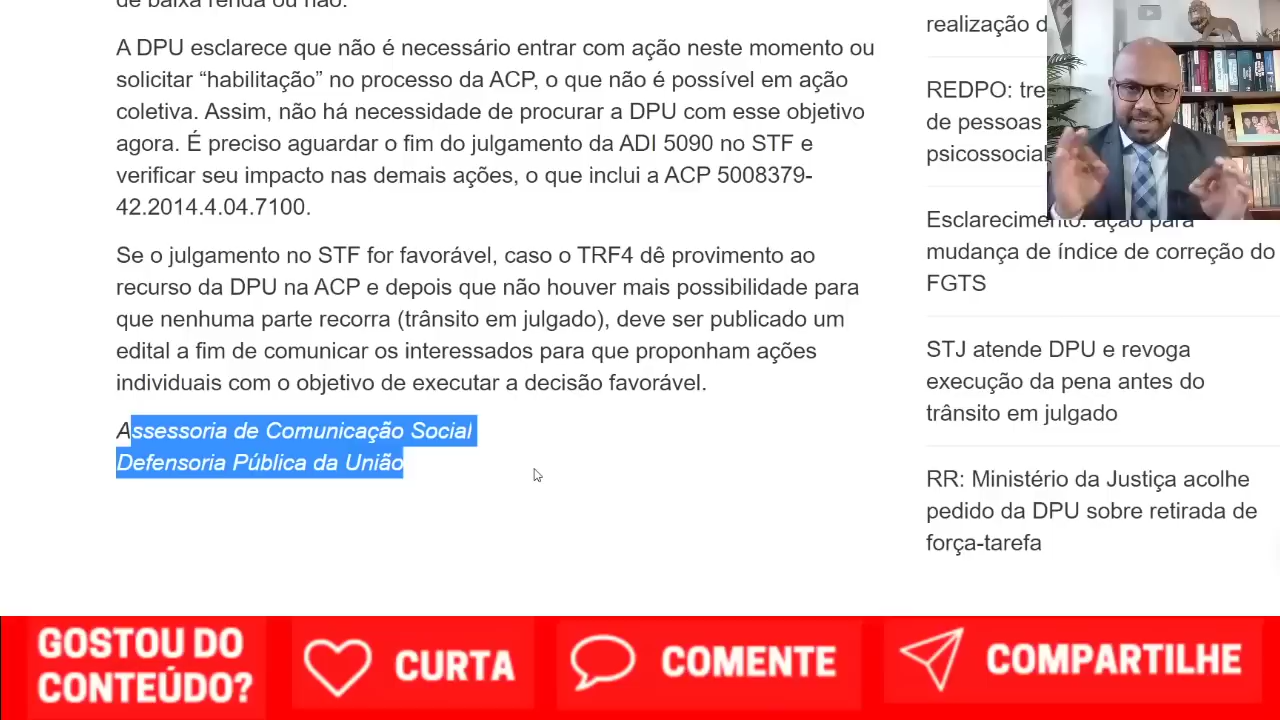 de baixa renda ou não.
A DPU esclarece que não é necessário entrar com ação neste momento ou
solicitar “habilitação” no processo da ACP, o que não é possível em ação
coletiva. Assim, não há necessidade de procurar a DPU com esse objetivo
agora. É preciso aguardar o fim do julgamento da ADI 5090 no STF e
verificar seu impacto nas demais ações, o que inclui a ACP 5008379-
42.2014.4.04.7100.
Se o julgamento no STF for favorável, caso o TRF4 dê provimento ao
recurso da DPU na ACP e depois que não houver mais possibilidade para
que nenhuma parte recorra (trânsito em julgado), deve ser publicado um
edital a fim de comunicar os interessados para que proponham ações
individuais com o objetivo de executar a decisão favorável.
Assessoria de Comunicação Social
Defensoria Pública da União
realização d
REDPO: tre
de pessoas
psicossocial
Esclarecimento: ação para
mudança de índice de correção do
FGTS
STJ atende DPU e revoga
execução da pena antes do
trânsito em julgado
RR: Ministério da Justiça acolhe
pedido da DPU sobre retirada de
força-tarefa
GOSTOU DO
CONTEÚDO?
CURTA
COMENTE
COMPARTILHE